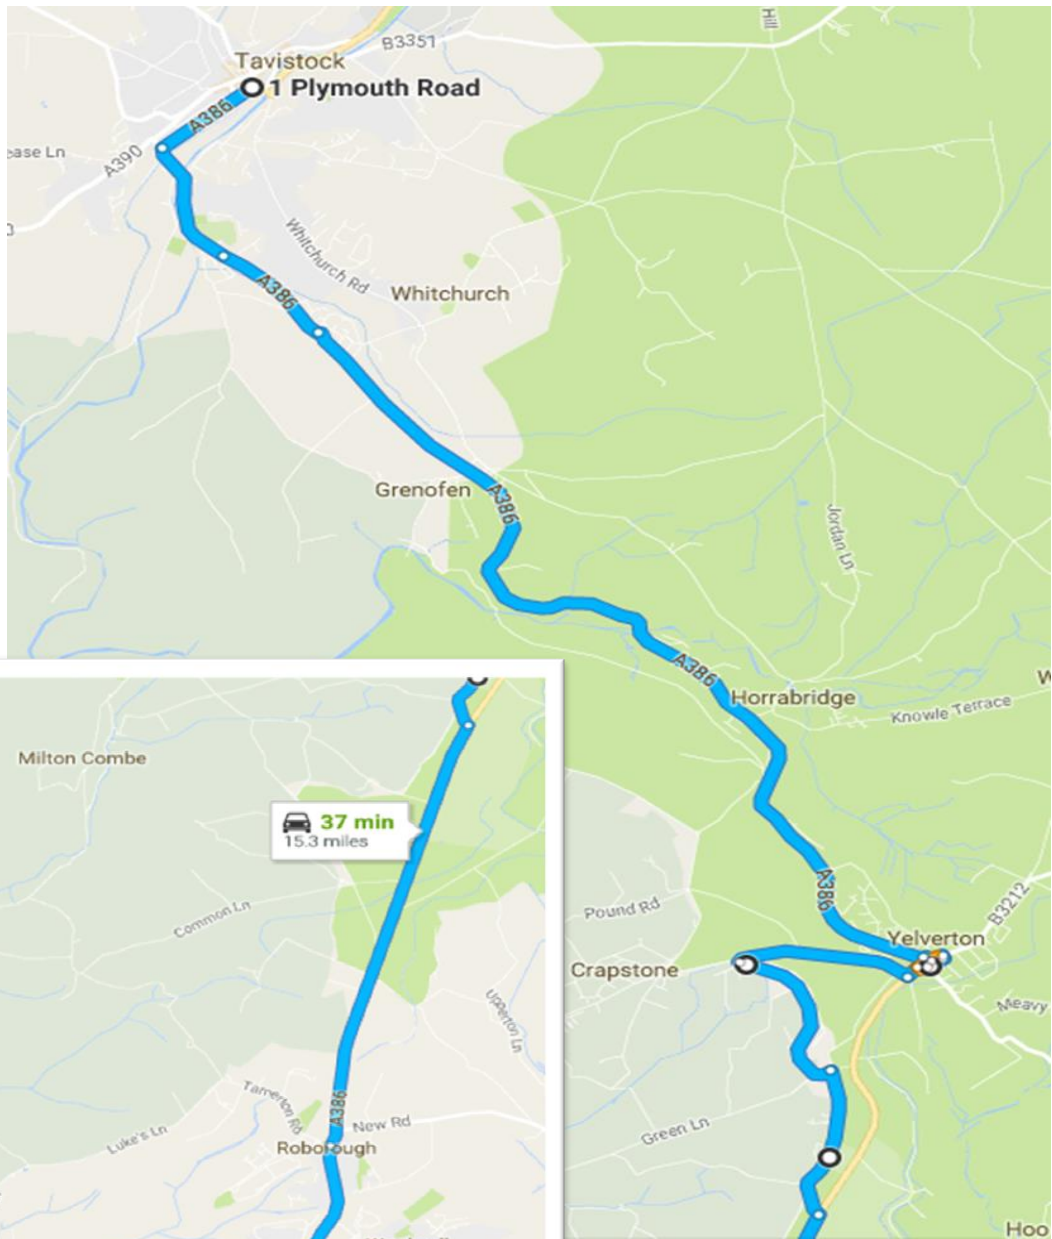 Hill
B3351
Tavistock
1 Plymouth Road
A386
ease Ln
A390
Whitchurch Rd
A386
Whitchurch
Grenofen
A386
Jordan Ln
A386
Horrabridge
Knowle Terrace
A386
B3212
Pound Rd
Yelverton
Crapstone
Meavy
Green Ln
Hoo
Milton Combe
37 min
15.3 miles
Common Ln
Upperton Ln
Tamerton Rd
A386
New Rd
Luke's Ln
Roborough